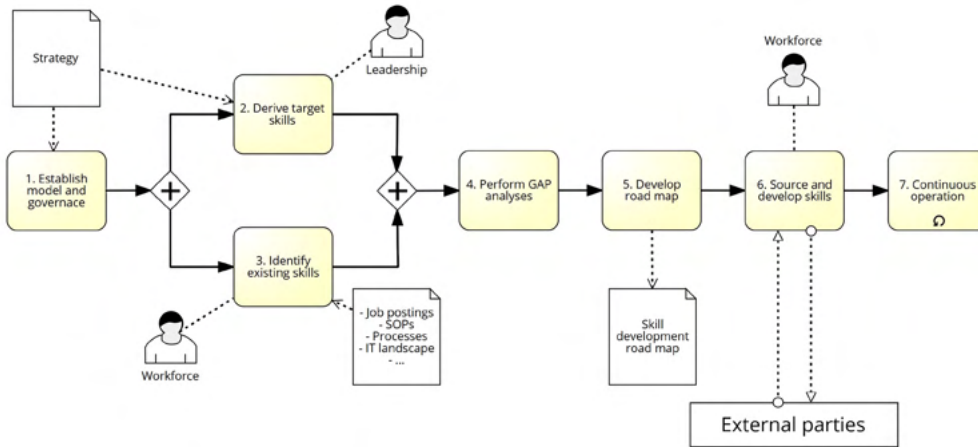 Strategy
Leadership
Workforce
2. Derive target
skills
1. Establish
model and
governace
4. Perform GAP
analyses
5. Develop
road map
6. Source and
develop skills
7. Continuous
operation
3. Identify
existing skills
- Job postings
- SOPs
- Processes
- IT landscape
- ...
Workforce
Skill
development
road map
External parties